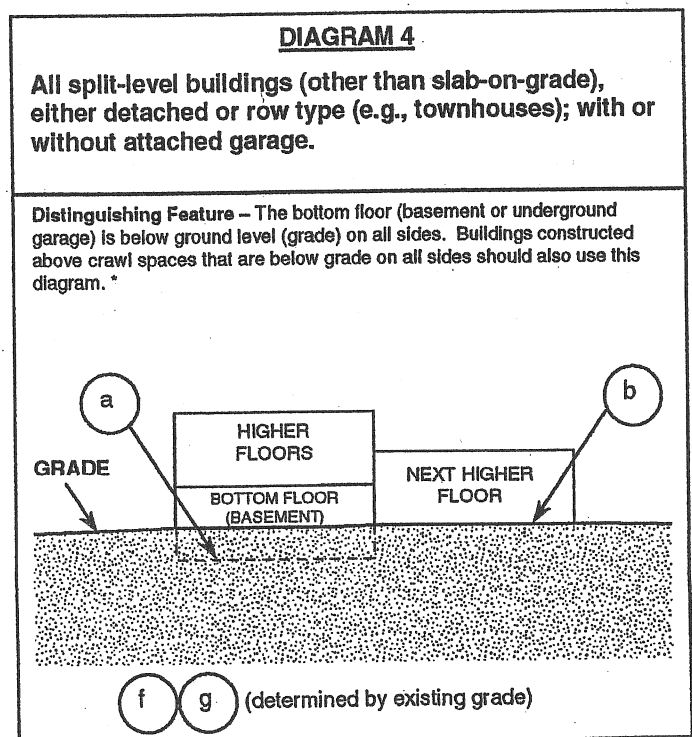 DIAGRAM 4
All split-level buildings (other than slab-on-grade),
either detached or row type (e.g., townhouses); with or
without attached garage.
Distinguishing Feature – The bottom floor (basement or underground
garage) is below ground level (grade) on all sides. Buildings constructed
above crawl spaces that are below grade on all sides should also use this
diagram. *
a
b
HIGHER
FLOORS
GRADE
NEXT HIGHER
FLOOR
BOTTOM FLOOR
(BASEMENT)
f g (determined by existing grade)